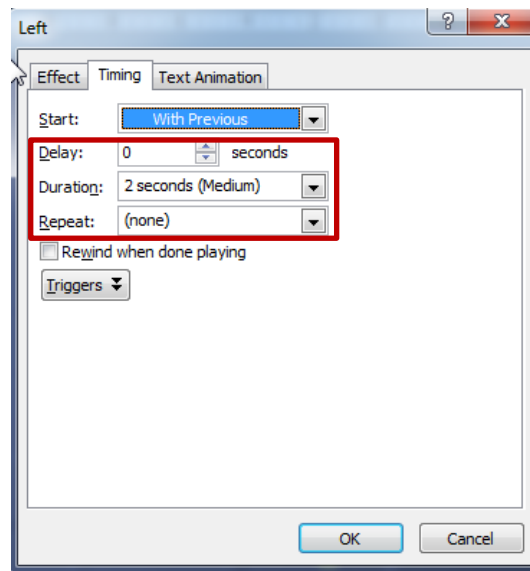 Left
Effect Timing Text Animation
Start: With Previous
Delay: 0 seconds
Duration: 2 seconds (Medium)
Repeat: (none)
Rewind when done playing
Triggers
OK Cancel